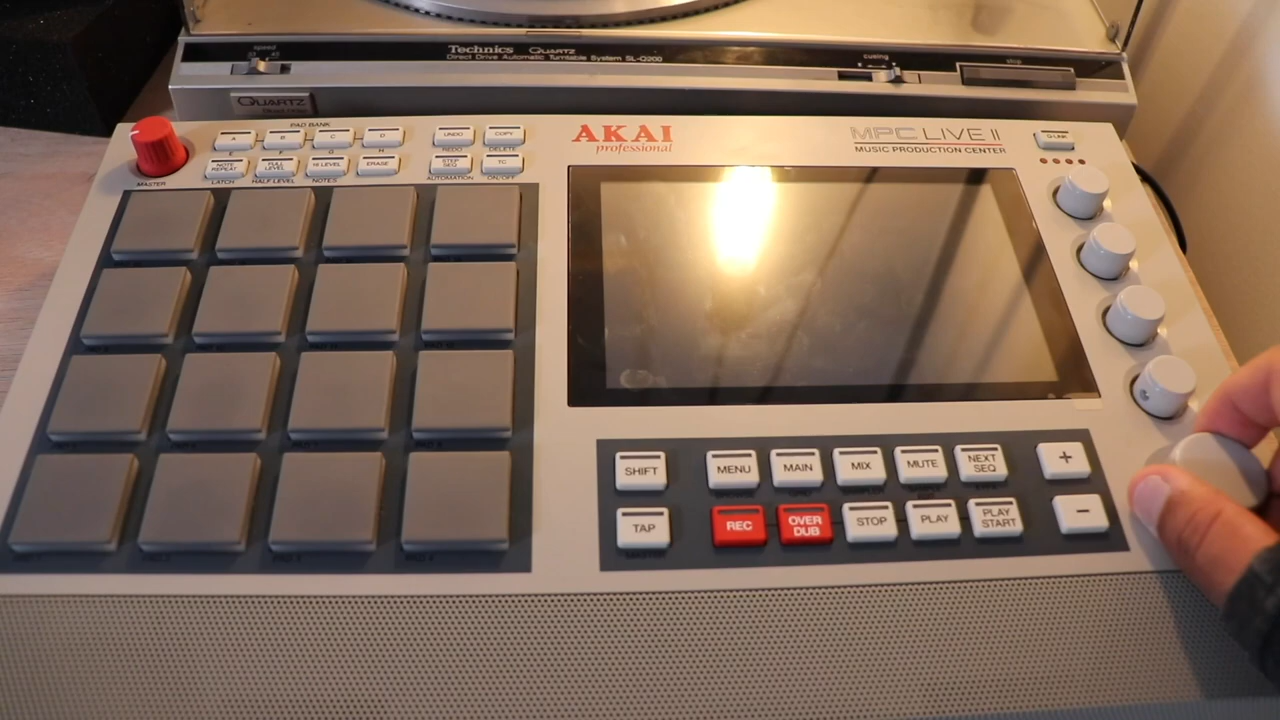 speed
33 45
Technics QUARTZ
Direct Drive Automatic Turntable System SL-Q200
cueing
stop
QUARTZ
PAD BANK
A B C D
E F G H
NOTE REPEAT
FULL LEVEL
16 LEVEL
ERASE
LATCH HALF LEVEL NOTES
UNDO COPY
REDO DELETE
STEP SEQ
TC
AUTOMATION ON/OFF
MASTER
AKAI
professional
MPC LIVE II
MUSIC PRODUCTION CENTER
Q-LINK
SHIFT MENU MAIN MIX MUTE NEXT SEQ +
TAP REC OVER DUB STOP PLAY PLAY START -